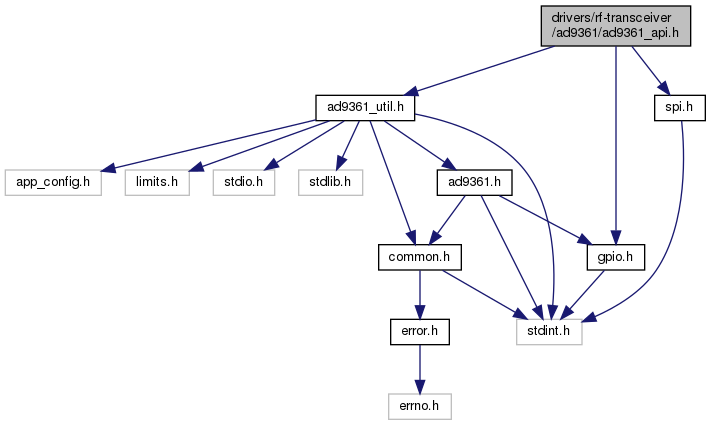 drivers/rf-transceiver
/ad9361/ad9361_api.h
ad9361_util.h
spi.h
app_config.h
limits.h
stdio.h
stdlib.h
ad9361.h
common.h
gpio.h
error.h
stdint.h
errno.h